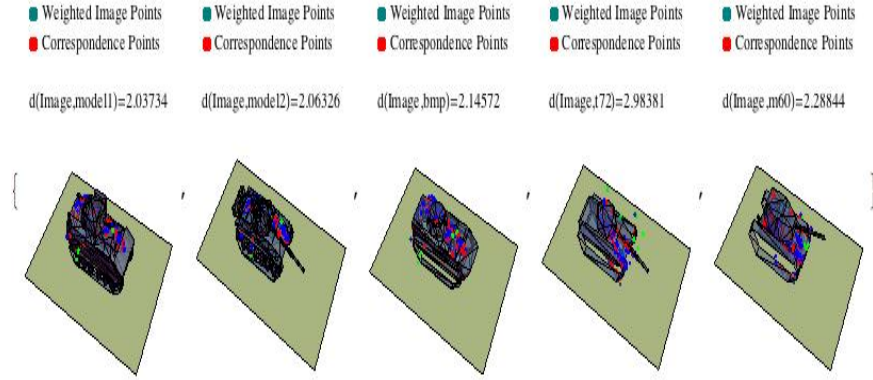 Weighted Image Points
Correspondence Points
d(Image,model1)=2.03734
Weighted Image Points
Correspondence Points
d(Image,model2)=2.06326
Weighted Image Points
Correspondence Points
d(Image,bmp)=2.14572
Weighted Image Points
Correspondence Points
d(Image,t72)=2.98381
Weighted Image Points
Correspondence Points
d(Image,m60)=2.28844
{ , , , , }